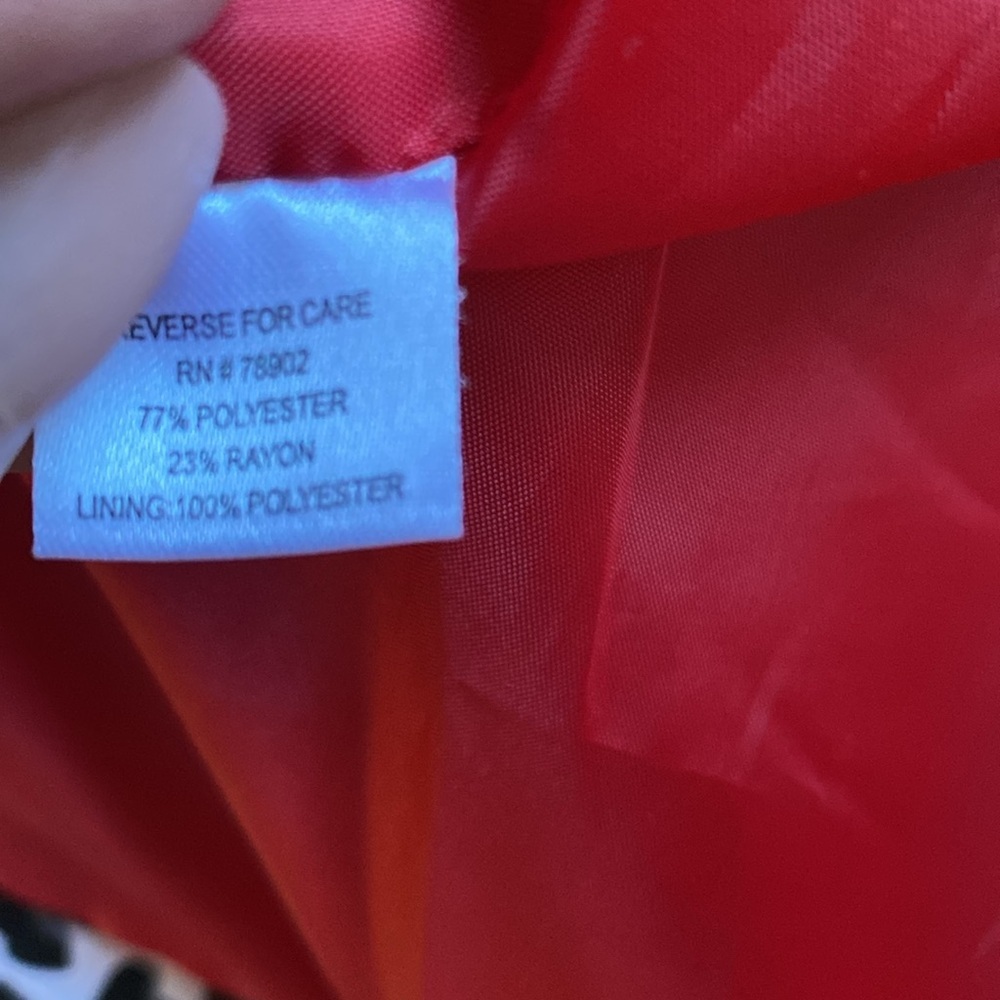 REVERSE FOR CARE
RN # 78902
77% POLYESTER
23% RAYON
LINING:100% POLYESTER